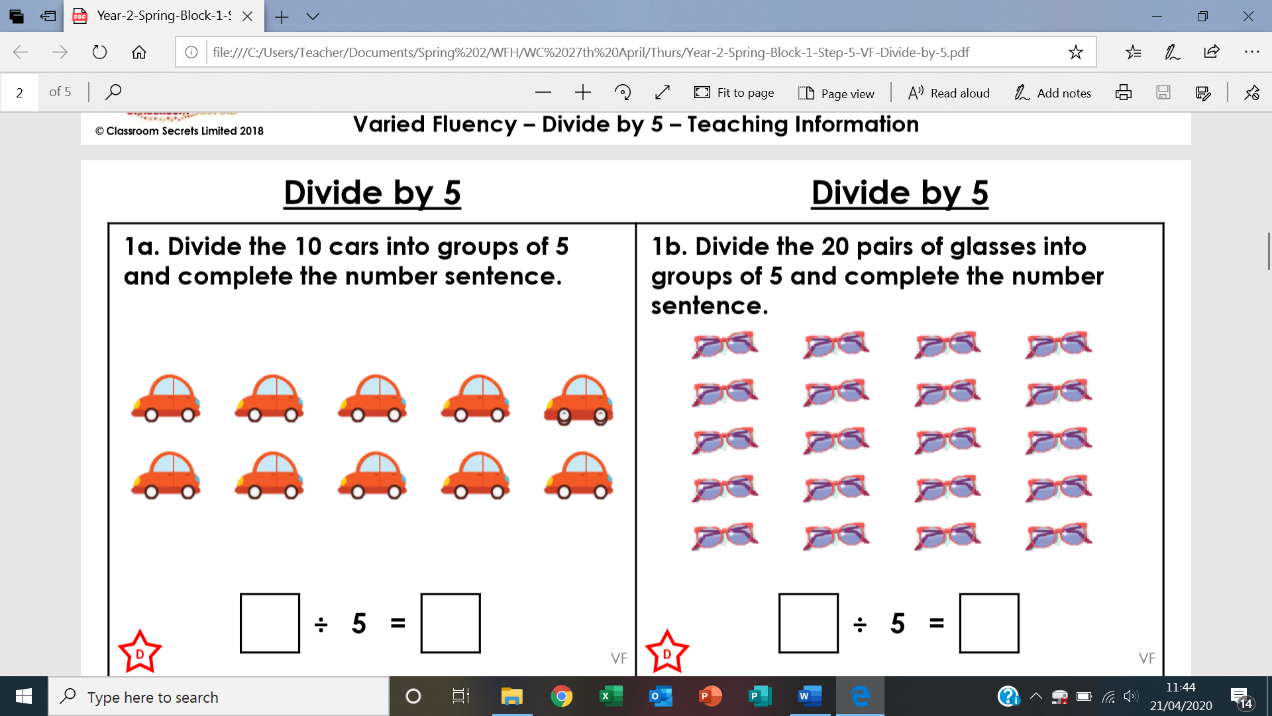 Year-2-Spring-Block-1-S
file:///C:/Users/Teacher/Documents/Spring%202/WFH/WC%2027th%20April/Thurs/Year-2-Spring-Block-1-Step-5-VF-Divide-by-5.pdf
2 of 5 Fit to page Page view Read aloud Add notes
© Classroom Secrets Limited 2018
Varied Fluency – Divide by 5 – Teaching Information
Divide by 5
1a. Divide the 10 cars into groups of 5
and complete the number sentence.
÷ 5 =
D
VF
Divide by 5
1b. Divide the 20 pairs of glasses into
groups of 5 and complete the number
sentence.
÷ 5 =
D
VF
Type here to search
11:44
21/04/2020
14